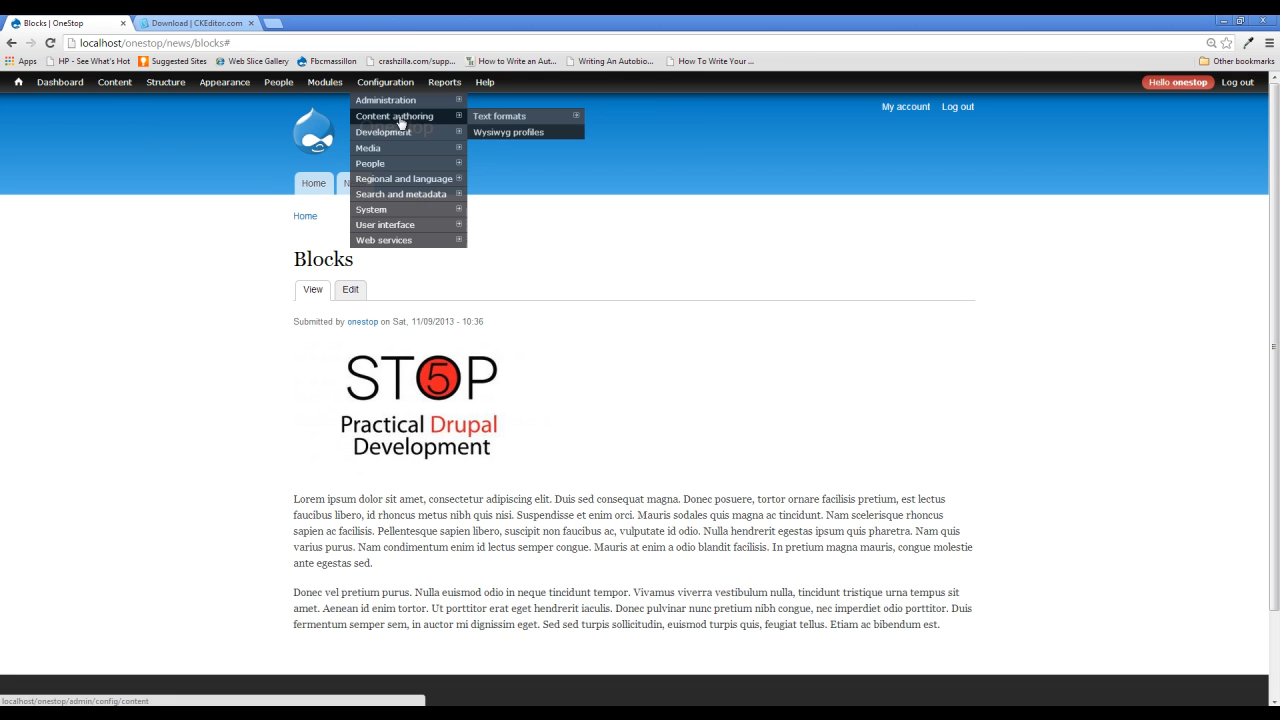 Blocks | OneStop
Download | CKEditor.com
localhost/onestop/news/blocks#
Apps HP - See What's Hot Suggested Sites Web Slice Gallery Fbcmassillon crashzilla.com/supp... How to Write an Aut... Writing An Autobio... How To Write Your ... Other bookmarks
Dashboard Content Structure Appearance People Modules Configuration Reports Help Hello onestop Log out
Administration
Content authoring
Text formats
Development
Wysiwyg profiles
Media
People
Regional and language
Search and metadata
System
User interface
Web services
My account Log out
Home
Home
Blocks
View Edit
Submitted by onestop on Sat, 11/09/2013 - 10:36
ST5P
Practical Drupal
Development
Lorem ipsum dolor sit amet, consectetur adipiscing elit. Duis sed consequat magna. Donec posuere, tortor ornare facilisis pretium, est lectus
faucibus libero, id rhoncus metus nibh quis nisi. Suspendisse et enim orci. Mauris sodales quis magna ac tincidunt. Nam scelerisque rhoncus
sapien ac facilisis. Pellentesque sapien libero, suscipit non faucibus ac, vulputate id odio. Nulla hendrerit egestas ipsum quis pharetra. Nam quis
varius purus. Nam condimentum enim id lectus semper congue. Mauris at enim a odio blandit facilisis. In pretium magna mauris, congue molestie
ante egestas sed.
Donec vel pretium purus. Nulla euismod odio in neque tincidunt tempor. Vivamus viverra vestibulum nulla, tincidunt tristique urna tempus sit
amet. Aenean id enim tortor. Ut porttitor erat eget hendrerit iaculis. Donec pulvinar nunc pretium nibh congue, nec imperdiet odio porttitor. Duis
fermentum semper sem, in auctor mi dignissim eget. Sed sed turpis sollicitudin, euismod turpis quis, feugiat tellus. Etiam ac bibendum est.
localhost/onestop/admin/config/content